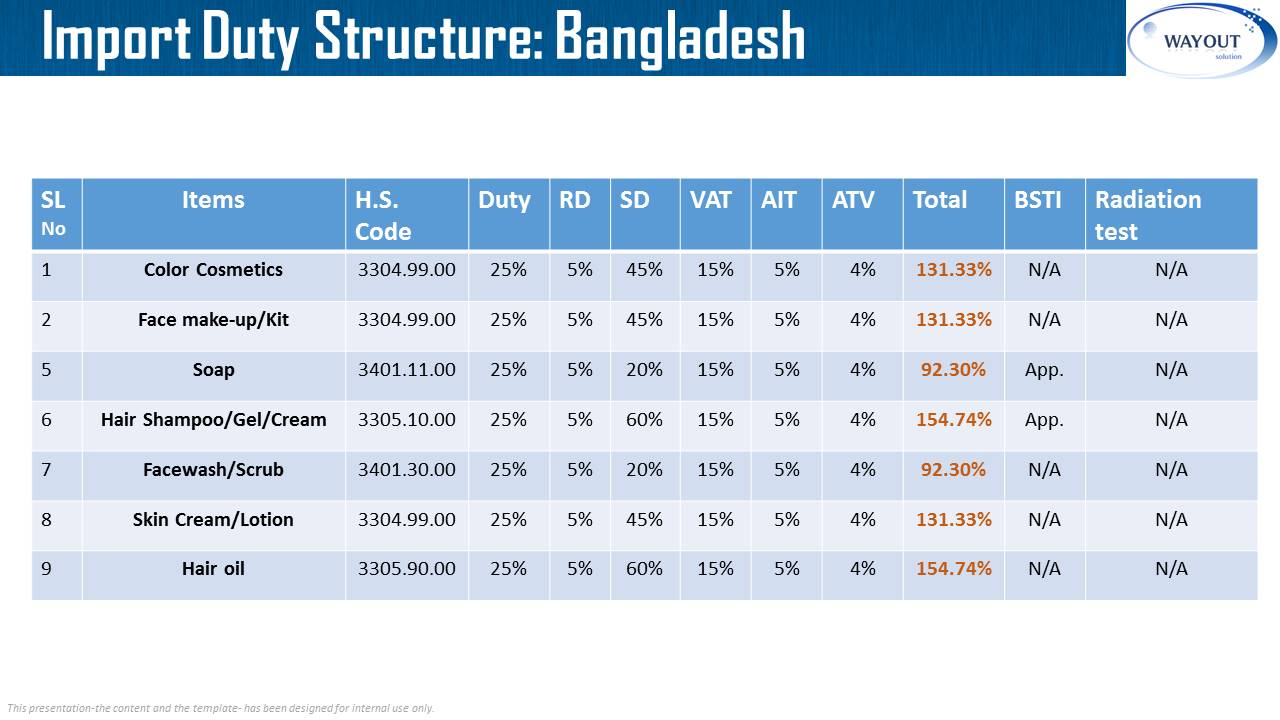 Import Duty Structure: Bangladesh
WAYOUT
solution
SL No Items H.S. Code Duty RD SD VAT AIT ATV Total BSTI Radiation test
1 Color Cosmetics 3304.99.00 25% 5% 45% 15% 5% 4% 131.33% N/A N/A
2 Face make-up/Kit 3304.99.00 25% 5% 45% 15% 5% 4% 131.33% N/A N/A
5 Soap 3401.11.00 25% 5% 20% 15% 5% 4% 92.30% App. N/A
6 Hair Shampoo/Gel/Cream 3305.10.00 25% 5% 60% 15% 5% 4% 154.74% App. N/A
7 Facewash/Scrub 3401.30.00 25% 5% 20% 15% 5% 4% 92.30% N/A N/A
8 Skin Cream/Lotion 3304.99.00 25% 5% 45% 15% 5% 4% 131.33% N/A N/A
9 Hair oil 3305.90.00 25% 5% 60% 15% 5% 4% 154.74% N/A N/A
This presentation-the content and the template- has been designed for internal use only.